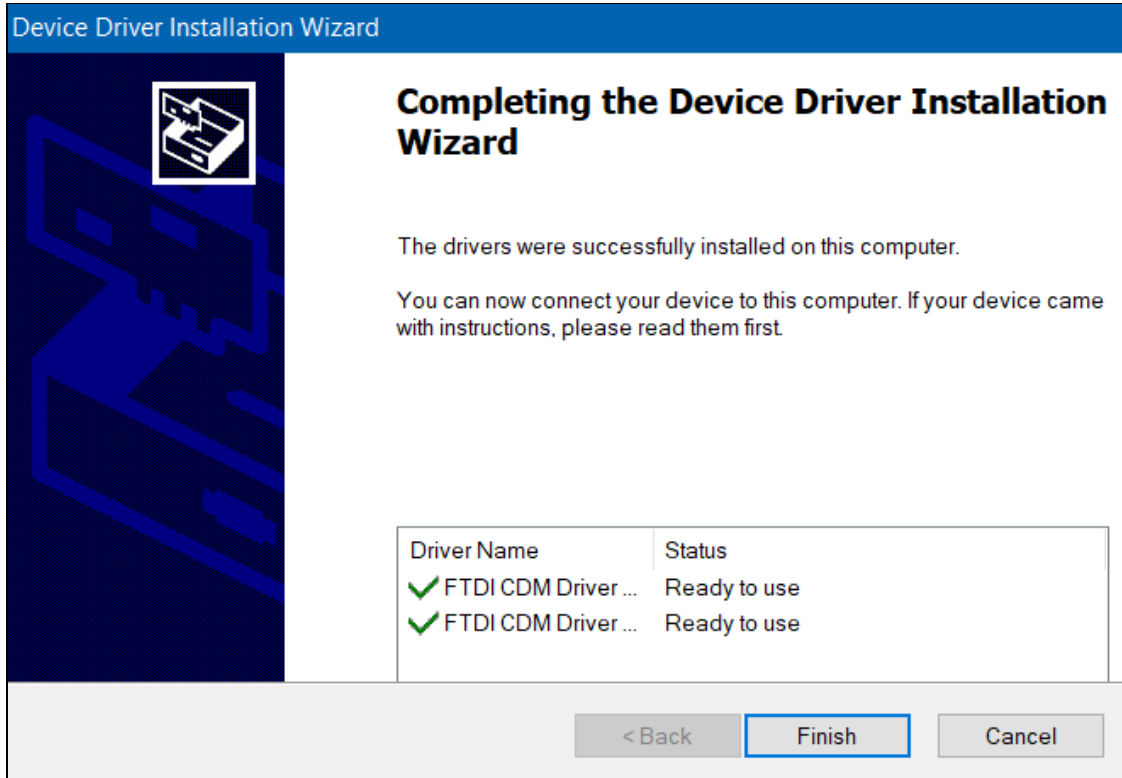 Device Driver Installation Wizard
Completing the Device Driver Installation
Wizard
The drivers were successfully installed on this computer.
You can now connect your device to this computer. If your device came
with instructions, please read them first.
Driver Name Status
FTDI CDM Driver ... Ready to use
FTDI CDM Driver ... Ready to use
< Back Finish Cancel